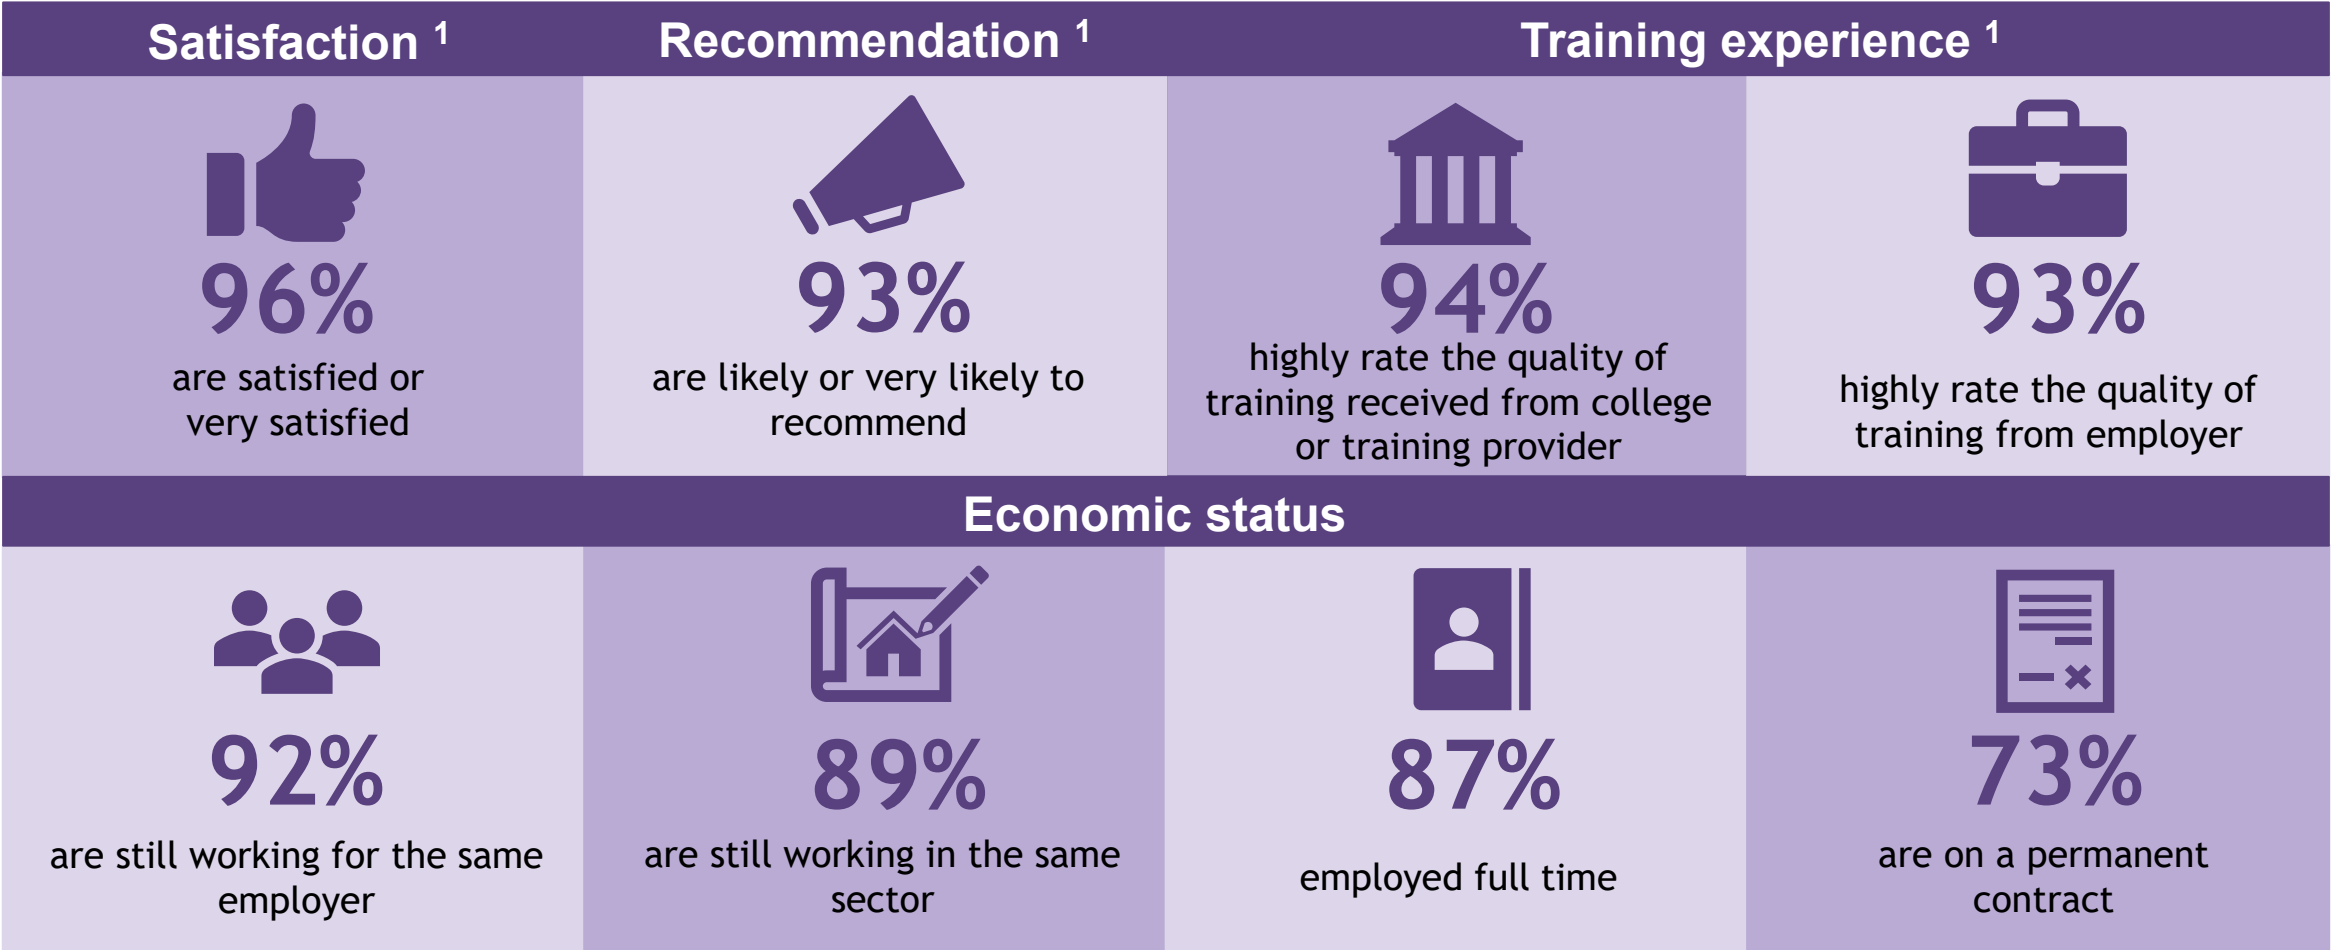 Satisfaction 1
Recommendation 1
Training experience 1
96%
are satisfied or
very satisfied
93%
are likely or very likely to
recommend
94%
highly rate the quality of
training received from college
or training provider
93%
highly rate the quality of
training from employer
Economic status
92%
are still working for the same
employer
89%
are still working in the same
sector
87%
employed full time
73%
are on a permanent
contract